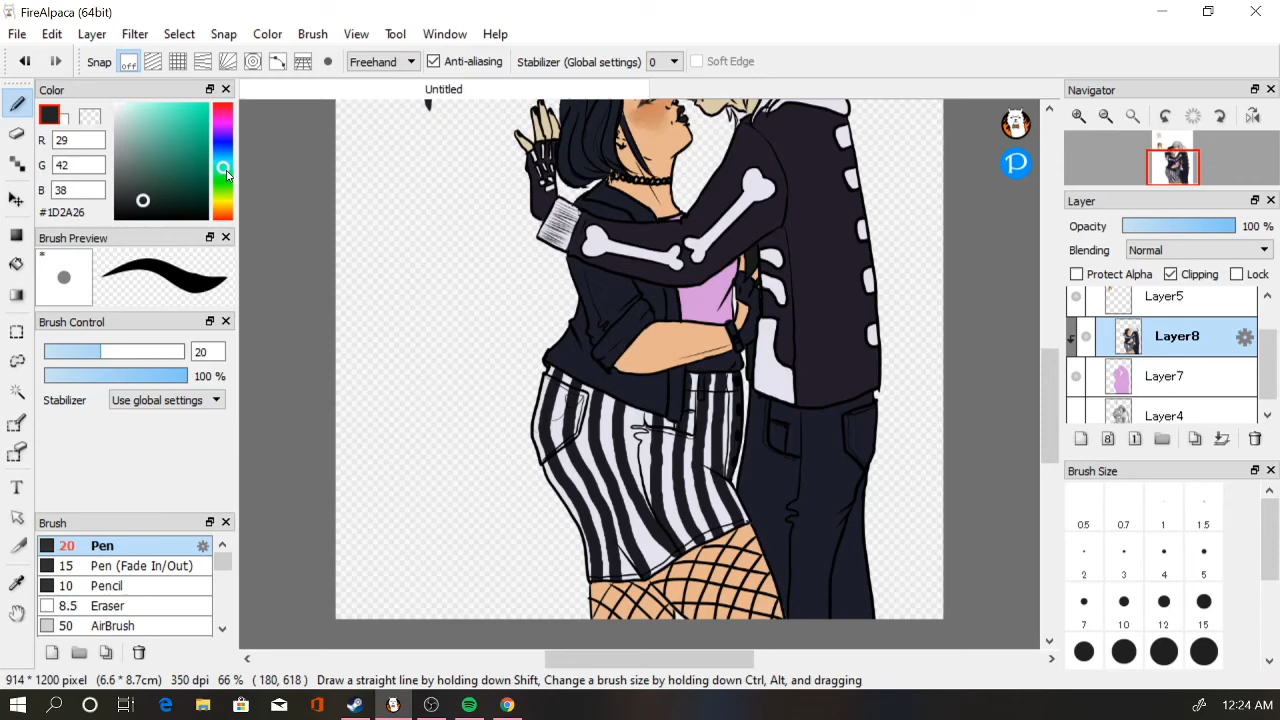 FireAlpaca (64bit)
File Edit Layer Filter Select Snap Color Brush View Tool Window Help
Snap off Freehand Anti-aliasing Stabilizer (Global settings) 0 Soft Edge
Color Untitled Navigator
R 29
G 42
B 38
#1D2A26
P
Layer
Opacity 100 %
Brush Preview
Blending Normal
*
Protect Alpha Clipping Lock
Layer5
Brush Control
Layer8
20
100 %
Layer7
Stabilizer Use global settings
Layer4
8 1
Brush Size
Brush
0.5 0.7 1 1.5
20 Pen
15 Pen (Fade In/Out)
2 3 4 5
10 Pencil
8.5 Eraser
7 10 12 15
50 AirBrush
914 * 1200 pixel (6.6 * 8.7cm) 350 dpi 66 % ( 180, 618 ) Draw a straight line by holding down Shift, Change a brush size by holding down Ctrl, Alt, and dragging
12:24 AM